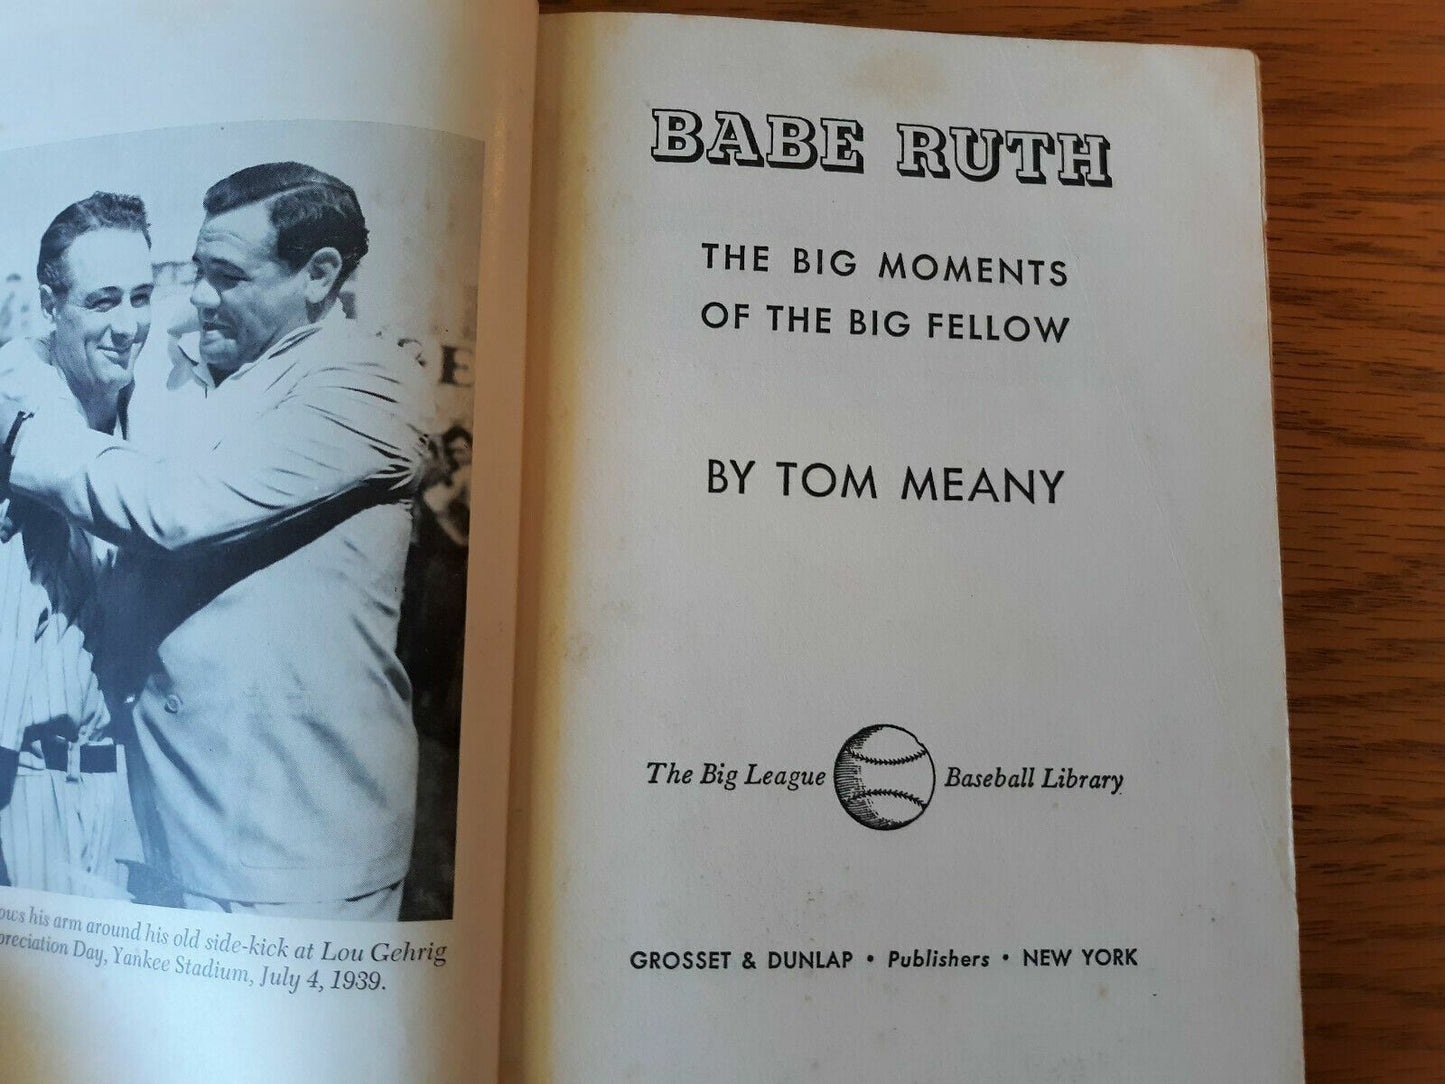 his arm around his old side-kick at Lou Gehrig
Day, Yankee Stadium, July 4, 1939.
BABE RUTH
THE BIG MOMENTS
OF THE BIG FELLOW
BY TOM MEANY
The Big League Baseball Library
GROSSET & DUNLAP • Publishers • NEW YORK